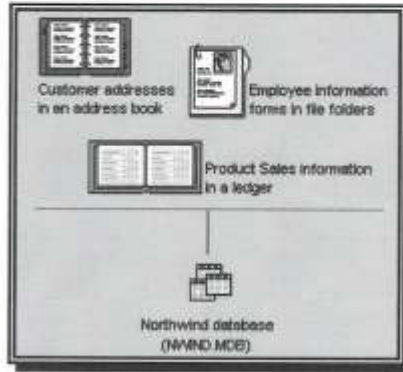 Customer addresses
in an address book
Employee information
forms in file folders
Product Sales information
in a ledger
Northwind database
(NWIND.MDB)